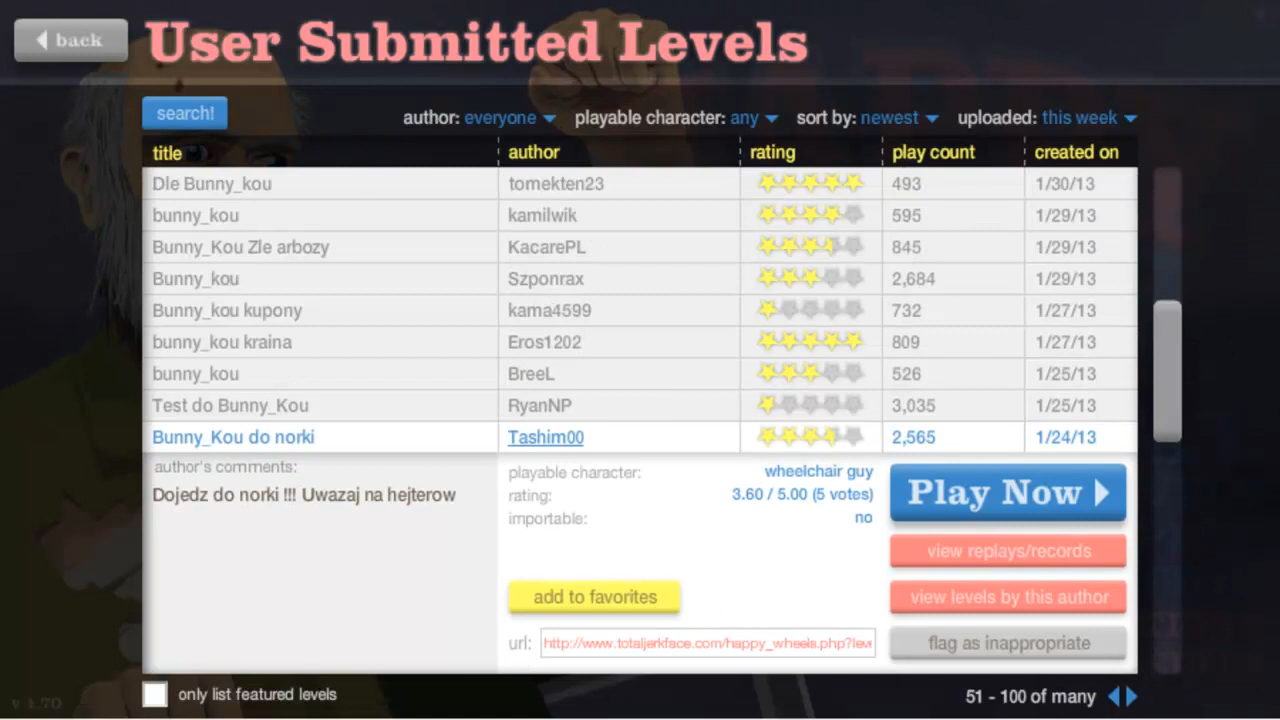 back
User Submitted Levels
search!
author: everyone playable character: any sort by: newest uploaded: this week
title author rating play count created on
Dle Bunny_kou tomekten23 493 1/30/13
bunny_kou kamilwik 595 1/29/13
Bunny_Kou Zle arbozy KacarePL 845 1/29/13
Bunny_kou Szponrax 2,684 1/29/13
Bunny_kou kupony kama4599 732 1/27/13
bunny_kou kraina Eros1202 809 1/27/13
bunny_kou BreeL 526 1/25/13
Test do Bunny_Kou RyanNP 3,035 1/25/13
Bunny_Kou do norki Tashim00 2,565 1/24/13
author's comments:
Dojedz do norki !!! Uwazaj na hejterow
playable character: wheelchair guy
rating: 3.60 / 5.00 (5 votes)
importable: no
Play Now
view replays/records
add to favorites
view levels by this author
url: http://www.totaljerkface.com/happy_wheels.php?lev
flag as inappropriate
only list featured levels
51 - 100 of many
v 1.70